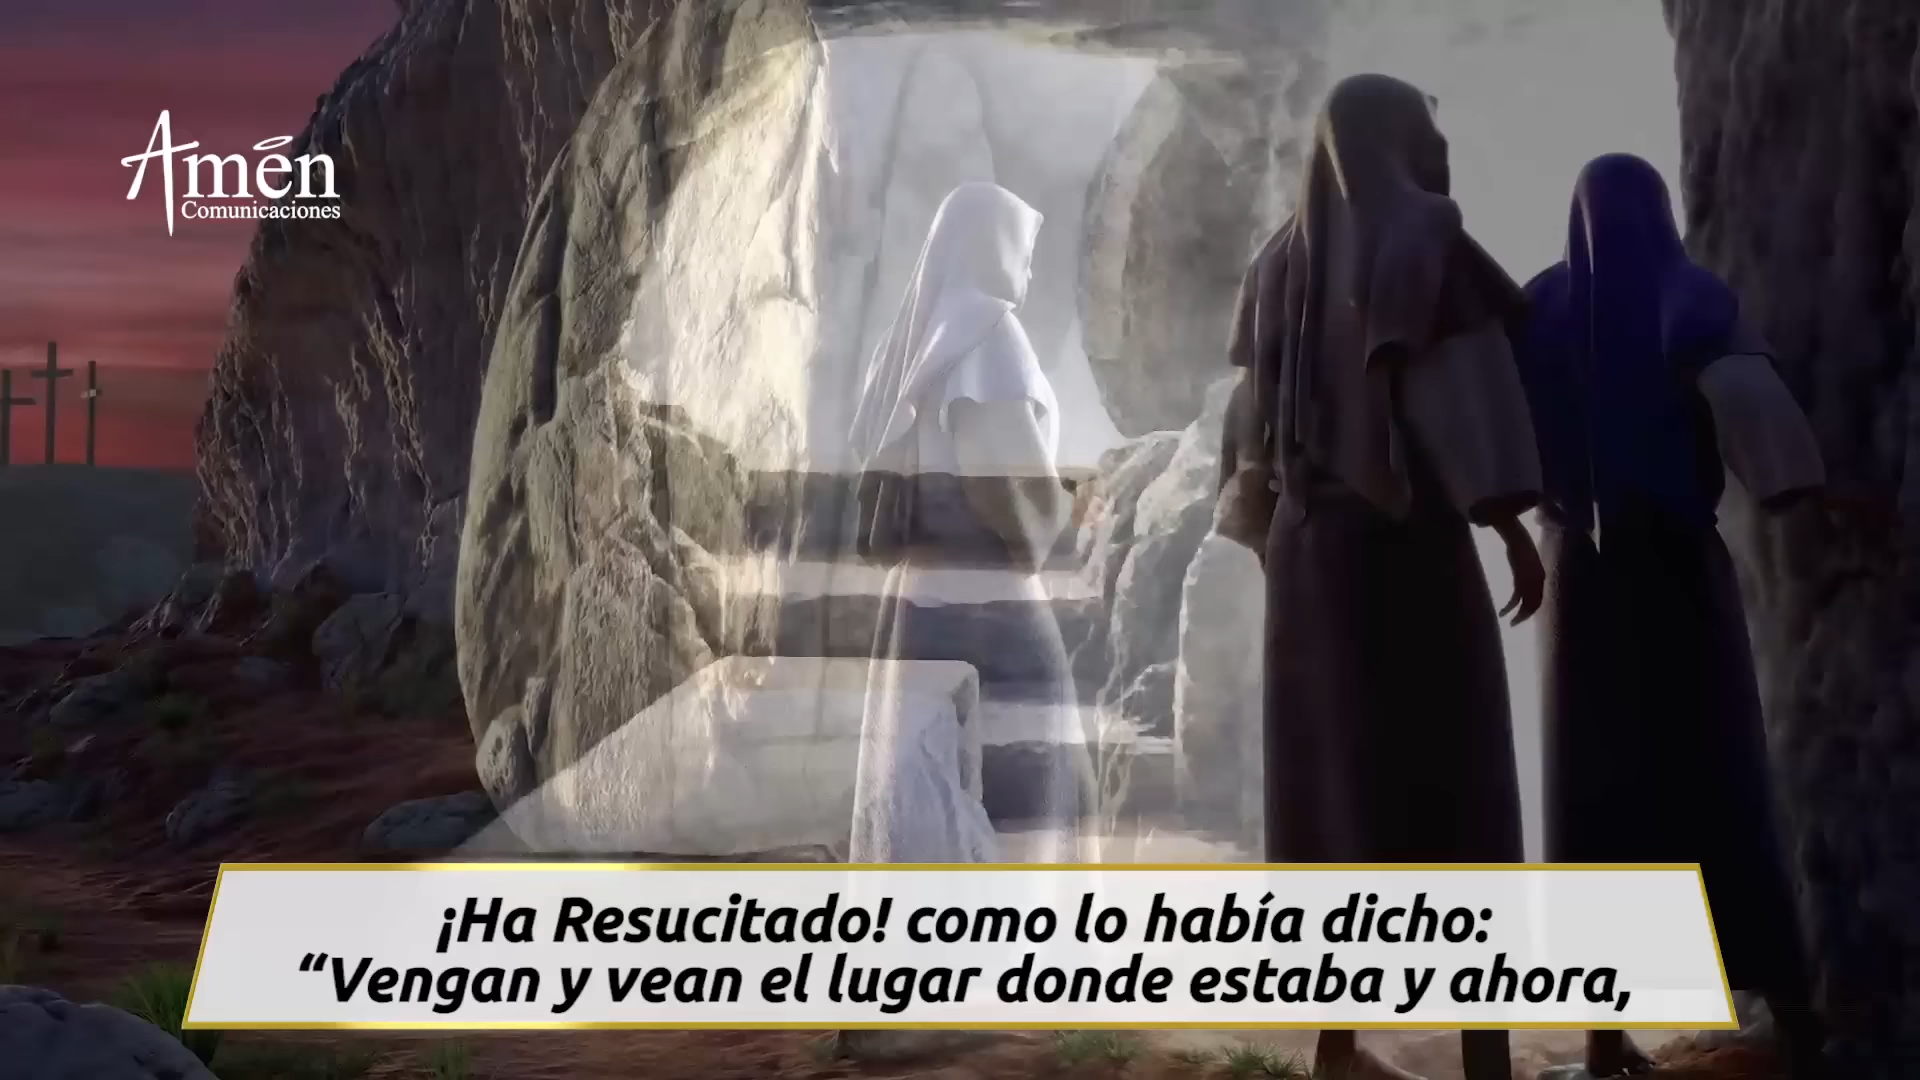 Amén
Comunicaciones
¡Ha Resucitado! como lo había dicho:
“Vengan y vean el lugar donde estaba y ahora,